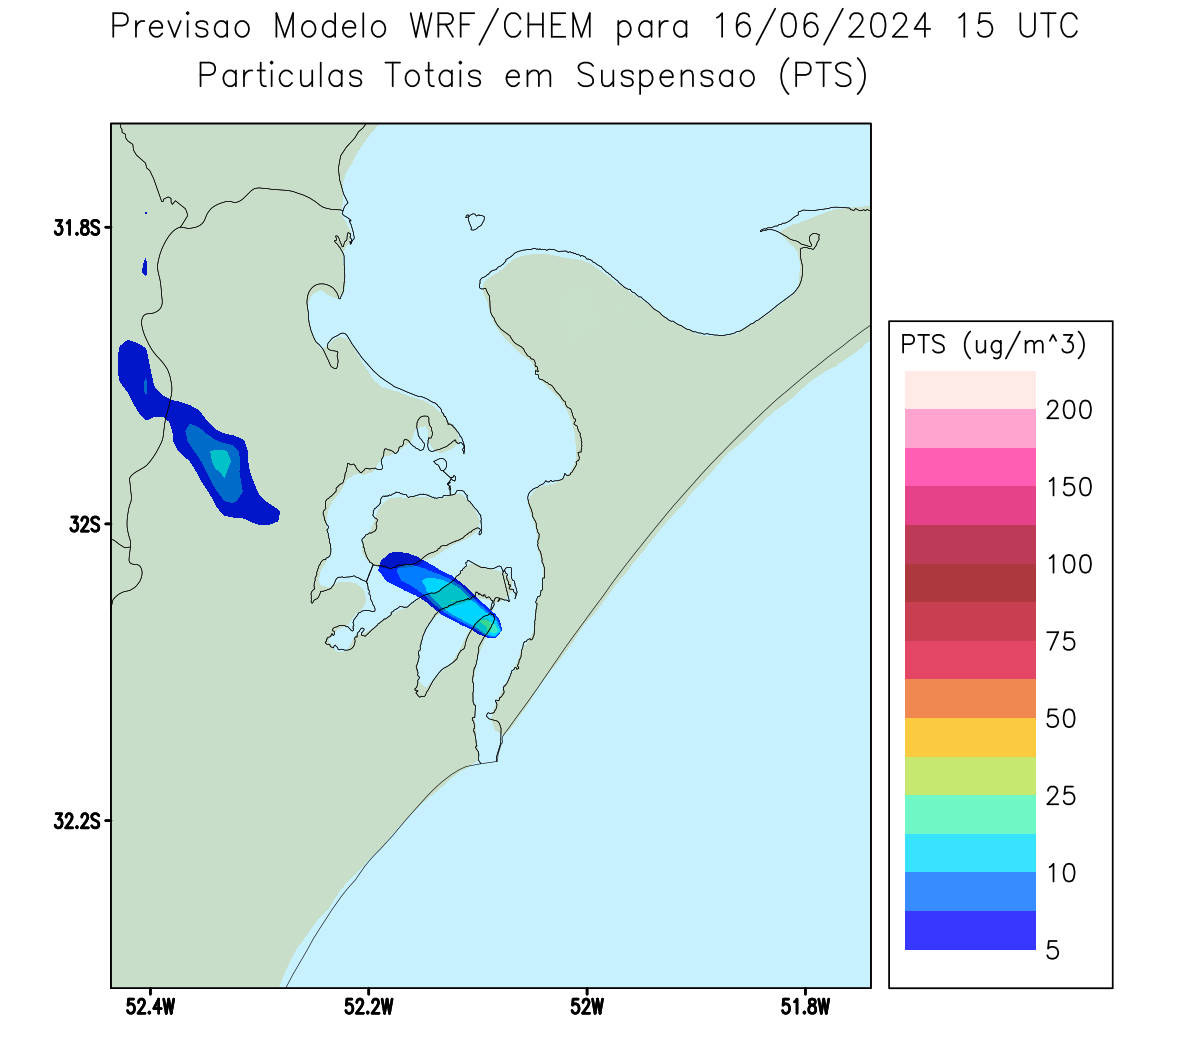 Previsao Modelo WRF/CHEM para 16/06/2024 15 UTC
Particulas Totais em Suspensao (PTS)
31.8S
32S
32.2S
52.4W 52.2W 52W 51.8W
PTS (ug/m^3)
200
150
100
75
50
25
10
5